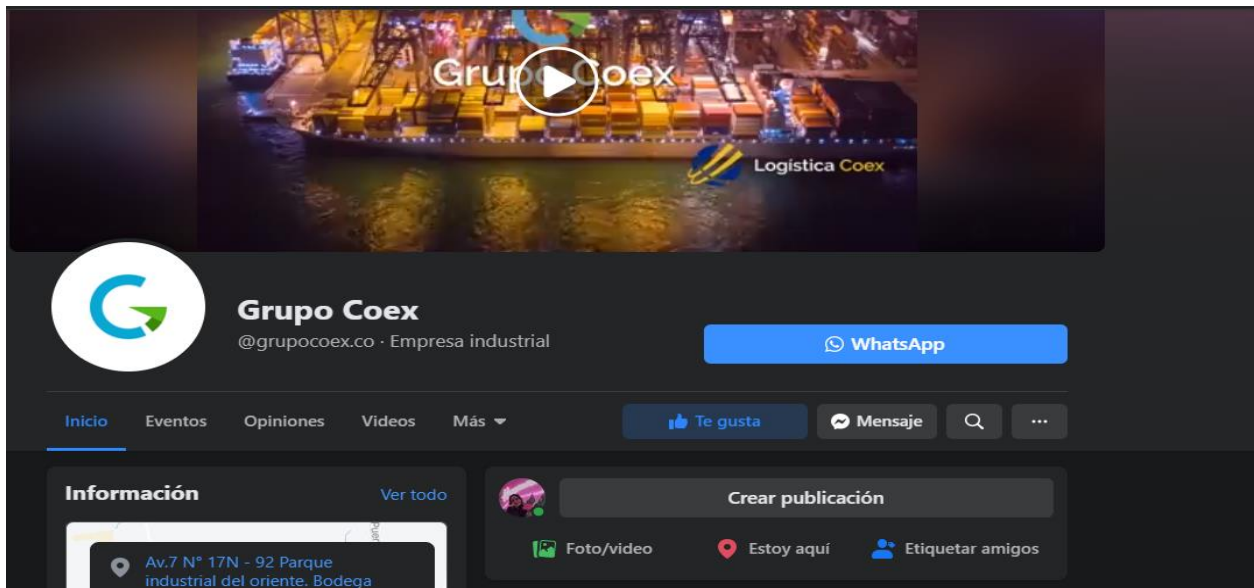 Grupo Coex
Logística Coex
Grupo Coex
@grupocoex.co · Empresa industrial
WhatsApp
Inicio Eventos Opiniones Videos Más
Te gusta Mensaje ...
Información Ver todo
Crear publicación
Foto/video Estoy aquí Etiquetar amigos
Av.7 N° 17N - 92 Parque
industrial del oriente. Bodega